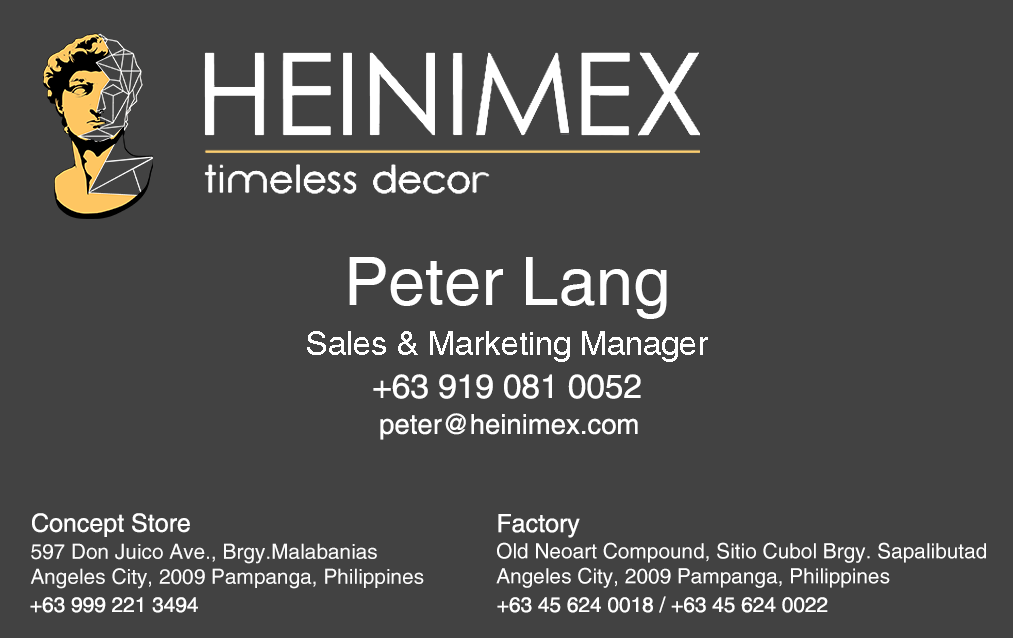 HEINIMEX
timeless decor
Peter Lang
Sales & Marketing Manager
+63 919 081 0052
peter@heinimex.com
Concept Store
597 Don Juico Ave., Brgy.Malabanias
Angeles City, 2009 Pampanga, Philippines
+63 999 221 3494
Factory
Old Neoart Compound, Sitio Cubol Brgy. Sapalibutad
Angeles City, 2009 Pampanga, Philippines
+63 45 624 0018 / +63 45 624 0022